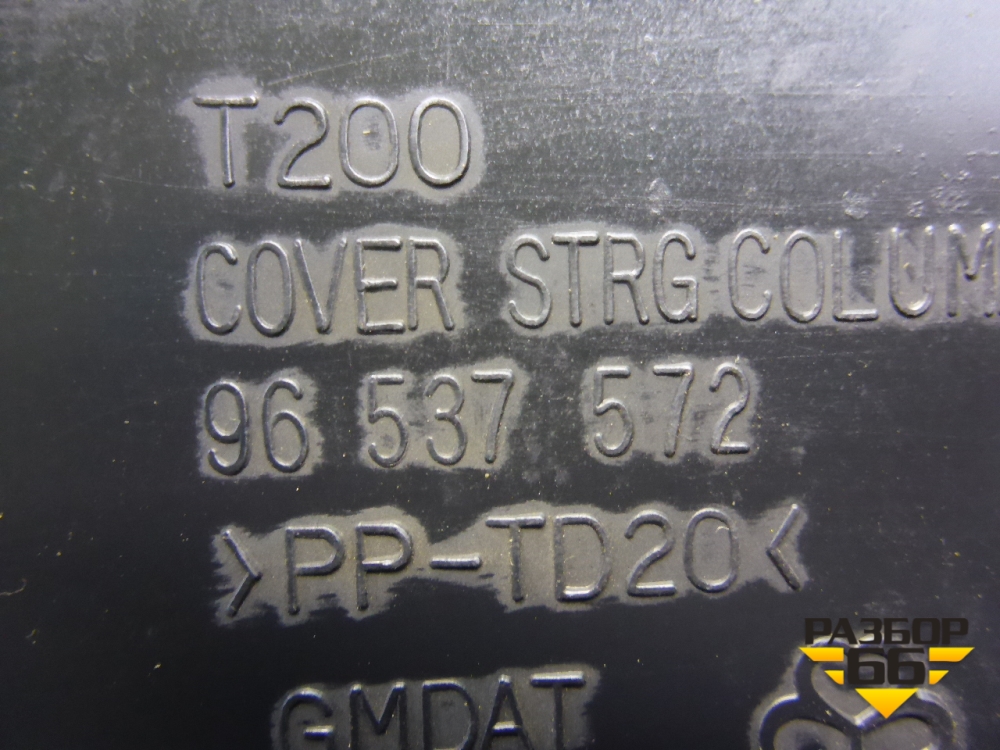 T200
COVER STRG COLUM
96 537 572
>PP-TD20<
GMDAT
РАЗБОР
66